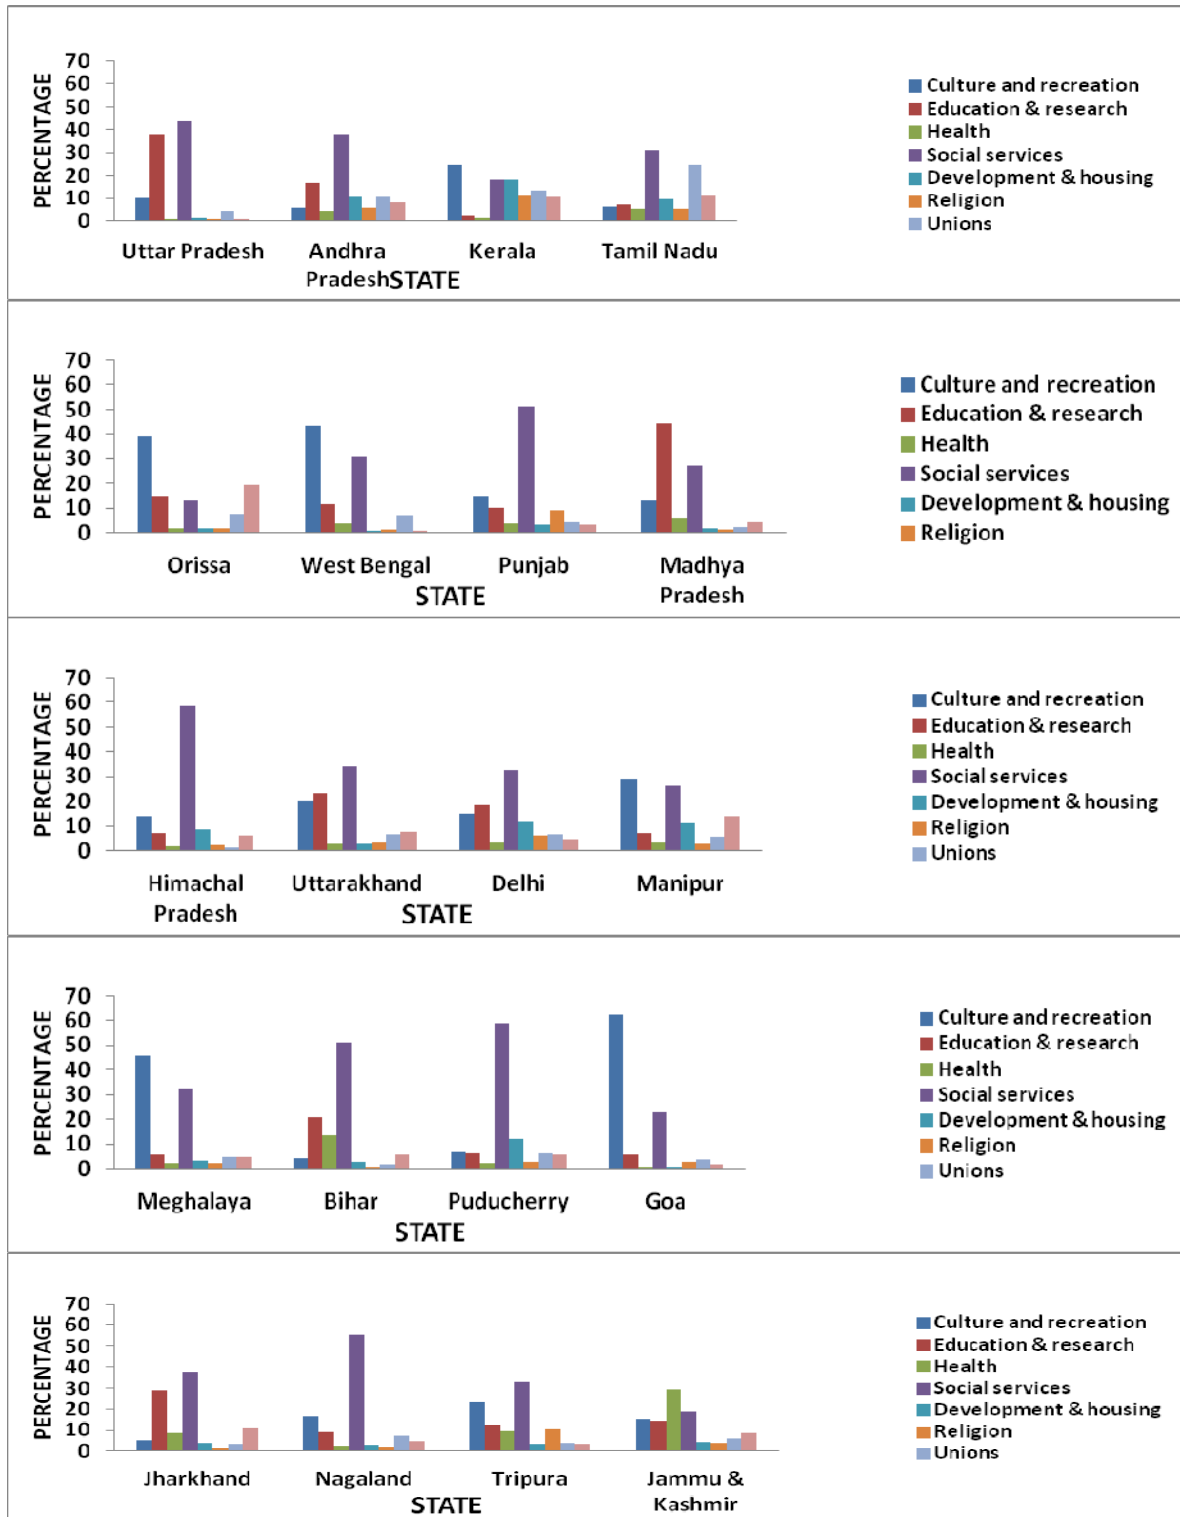 PERCENTAGE
70
60
50
40
30
20
10
0
Uttar Pradesh
Andhra
Pradesh
Kerala
Tamil Nadu
STATE
Culture and recreation
Education & research
Health
Social services
Development & housing
Religion
Unions
PERCENTAGE
70
60
50
40
30
20
10
0
Orissa
West Bengal
Punjab
Madhya
Pradesh
STATE
Culture and recreation
Education & research
Health
Social services
Development & housing
Religion
PERCENTAGE
70
60
50
40
30
20
10
0
Himachal
Pradesh
Uttarakhand
Delhi
Manipur
STATE
Culture and recreation
Education & research
Health
Social services
Development & housing
Religion
Unions
PERCENTAGE
70
60
50
40
30
20
10
0
Meghalaya
Bihar
Puducherry
Goa
STATE
Culture and recreation
Education & research
Health
Social services
Development & housing
Religion
Unions
PERCENTAGE
70
60
50
40
30
20
10
0
Jharkhand
Nagaland
Tripura
Jammu &
Kashmir
STATE
Culture and recreation
Education & research
Health
Social services
Development & housing
Religion
Unions